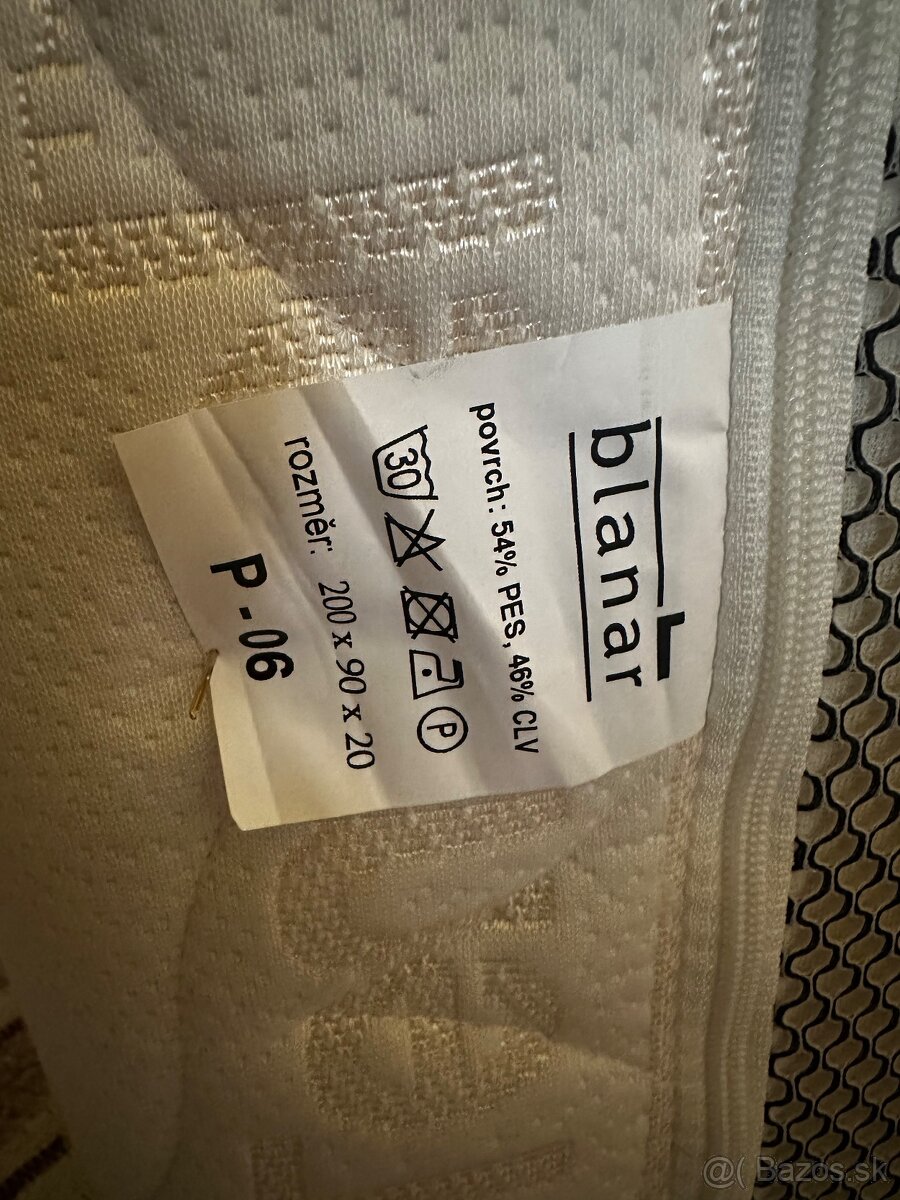 blanar
povrch: 54% PES, 46% CLV
30 P
rozměr: 200 x 90 x 20
P - 06
@( Bazos.sk